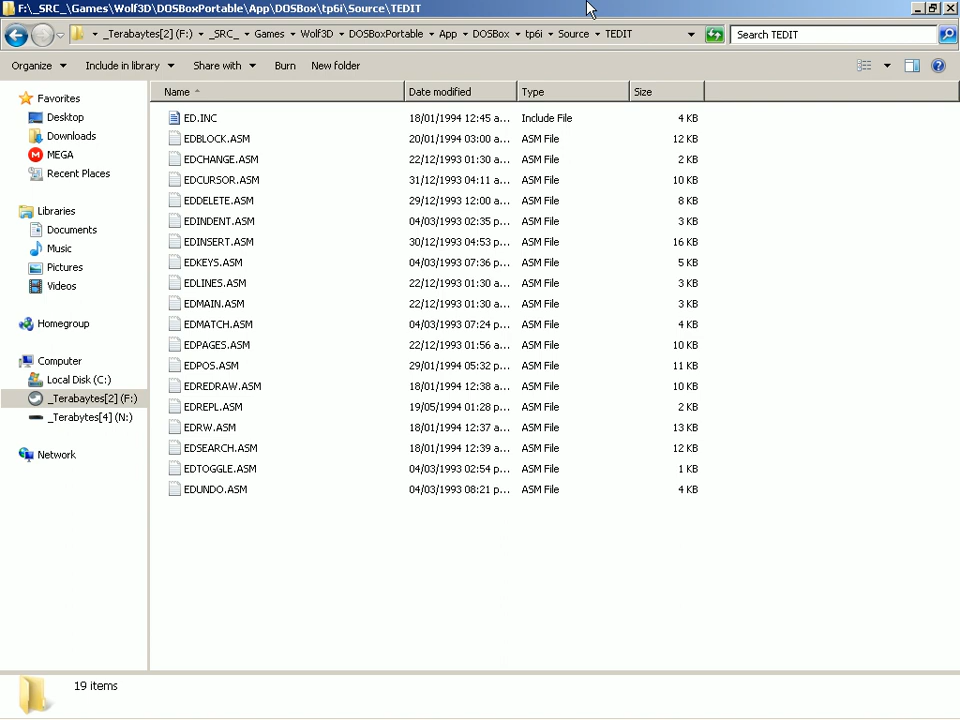 F:\_SRC_\Games\Wolf3D\DOSBoxPortable\App\DOSBox\tp6i\Source\TEDIT
_Terabaytes[2] (F:) _SRC_ Games Wolf3D DOSBoxPortable App DOSBox tp6i Source TEDIT Search TEDIT
Organize Include in library Share with Burn New folder
Favorites
Desktop
Downloads
MEGA
Recent Places
Libraries
Documents
Music
Pictures
Videos
Homegroup
Computer
Local Disk (C:)
_Terabaytes[2] (F:)
_Terabytes[4] (N:)
Network
Name Date modified Type Size
ED.INC 18/01/1994 12:45 a... Include File 4 KB
EDBLOCK.ASM 20/01/1994 03:00 a... ASM File 12 KB
EDCHANGE.ASM 22/12/1993 01:30 a... ASM File 2 KB
EDCURSOR.ASM 31/12/1993 04:11 a... ASM File 10 KB
EDDELETE.ASM 29/12/1993 12:00 a... ASM File 8 KB
EDINDENT.ASM 04/03/1993 02:35 p... ASM File 3 KB
EDINSERT.ASM 30/12/1993 04:53 p... ASM File 16 KB
EDKEYS.ASM 04/03/1993 07:36 p... ASM File 5 KB
EDLINES.ASM 22/12/1993 01:30 a... ASM File 3 KB
EDMAIN.ASM 22/12/1993 01:30 a... ASM File 3 KB
EDMATCH.ASM 04/03/1993 07:24 p... ASM File 4 KB
EDPAGES.ASM 22/12/1993 01:56 a... ASM File 10 KB
EDPOS.ASM 29/01/1994 05:32 p... ASM File 11 KB
EDREDRAW.ASM 18/01/1994 12:38 a... ASM File 10 KB
EDREPL.ASM 19/05/1994 01:28 p... ASM File 2 KB
EDRW.ASM 18/01/1994 12:37 a... ASM File 13 KB
EDSEARCH.ASM 18/01/1994 12:39 a... ASM File 12 KB
EDTOGGLE.ASM 04/03/1993 02:54 p... ASM File 1 KB
EDUNDO.ASM 04/03/1993 08:21 p... ASM File 4 KB
19 items